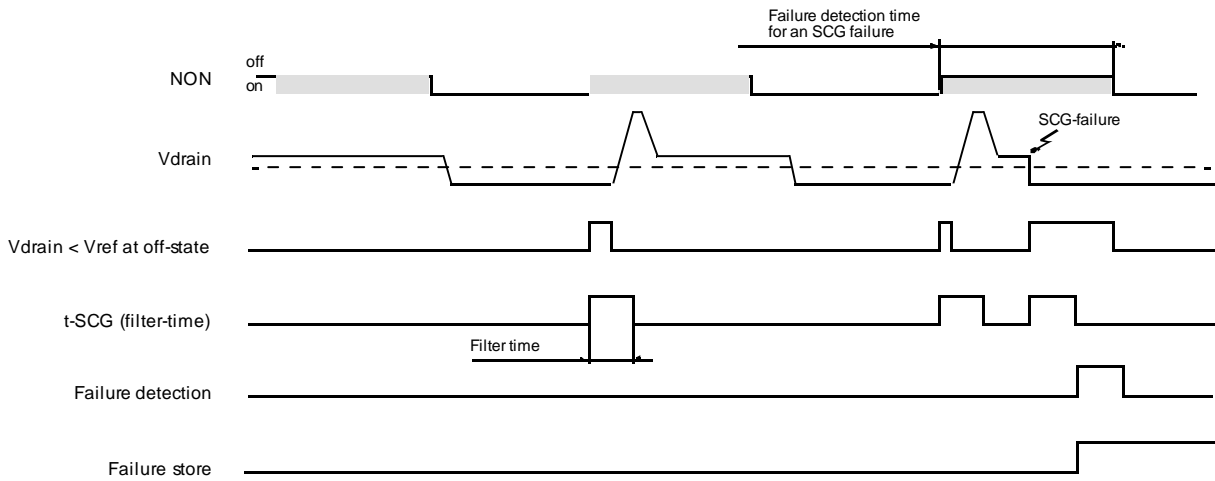 Failure detection time
for an SCG failure
off
NON
on
SCG-failure
Vdrain
Vdrain < Vref at off-state
t-SCG (filter-time)
Filter time
Failure detection
Failure store